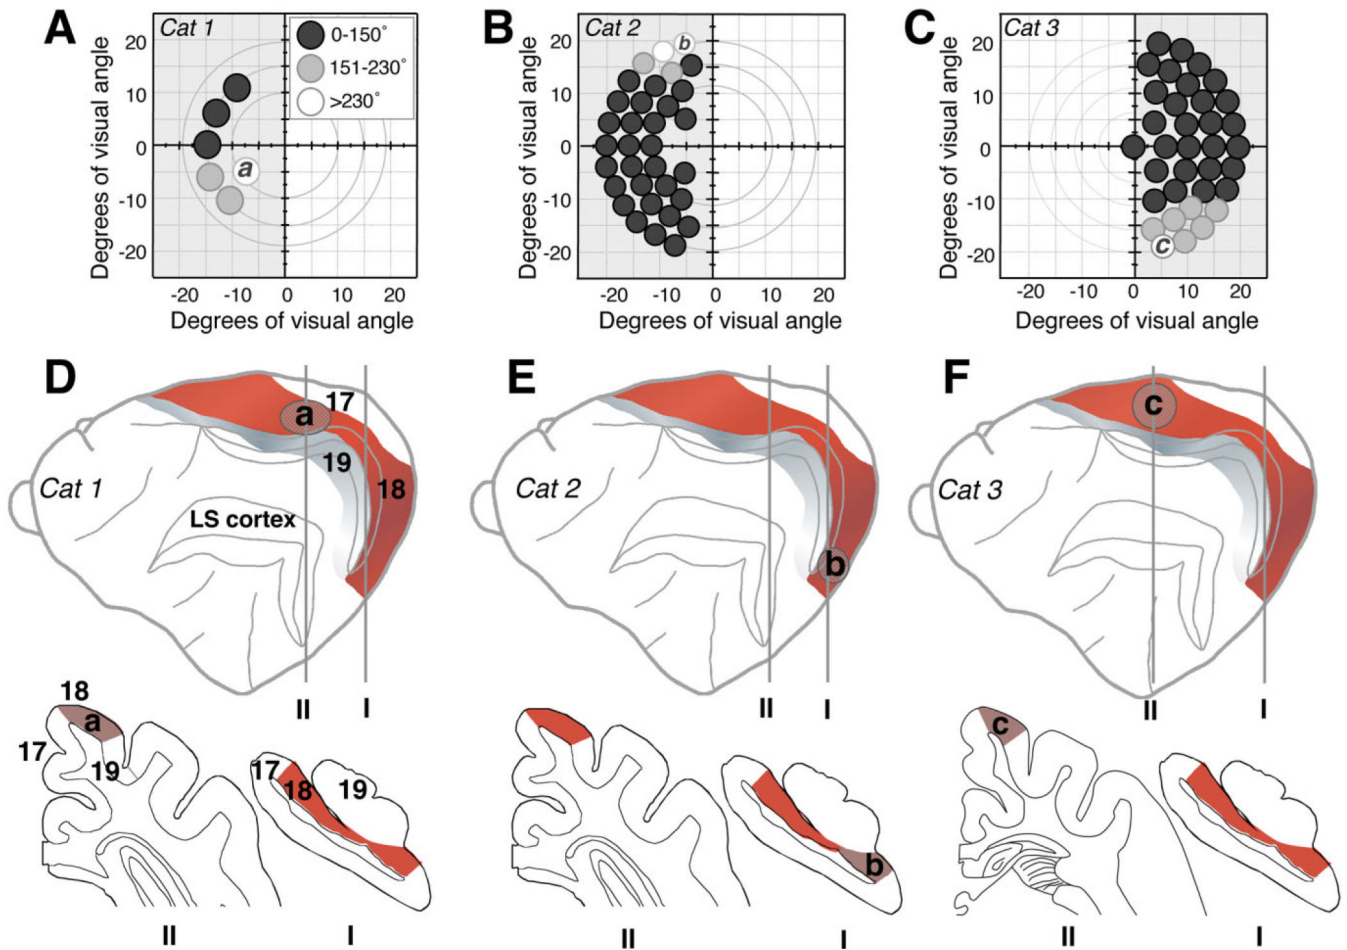 A
Cat 1
0-150°
151-230°
>230°
a
20
10
0
-10
-20
-20 -10 0 10 20
Degrees of visual angle
Degrees of visual angle
B
Cat 2
b
20
10
0
-10
-20
-20 -10 0 10 20
Degrees of visual angle
Degrees of visual angle
C
Cat 3
c
20
10
0
-10
-20
-20 -10 0 10 20
Degrees of visual angle
Degrees of visual angle
D
a
17
19
18
Cat 1
LS cortex
II I
E
Cat 2
b
II I
F
c
Cat 3
II I
18
a
17
19
17
18
19
II I
b
II I
c
II I